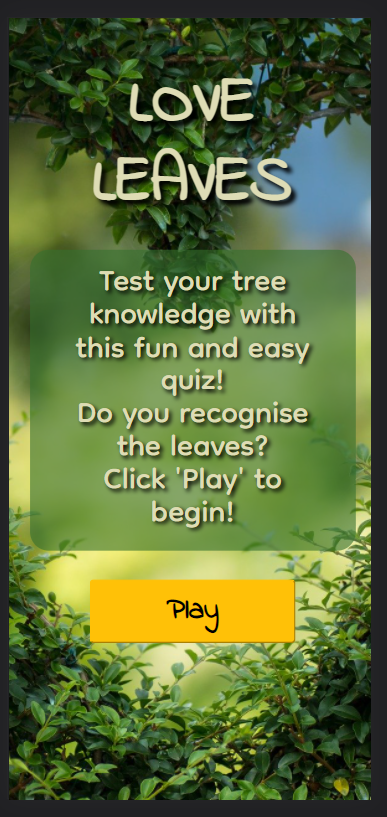 LOVE
LEAVES
Test your tree
knowledge with
this fun and easy
quiz!
Do you recognise
the leaves?
Click 'Play' to
begin!
Play